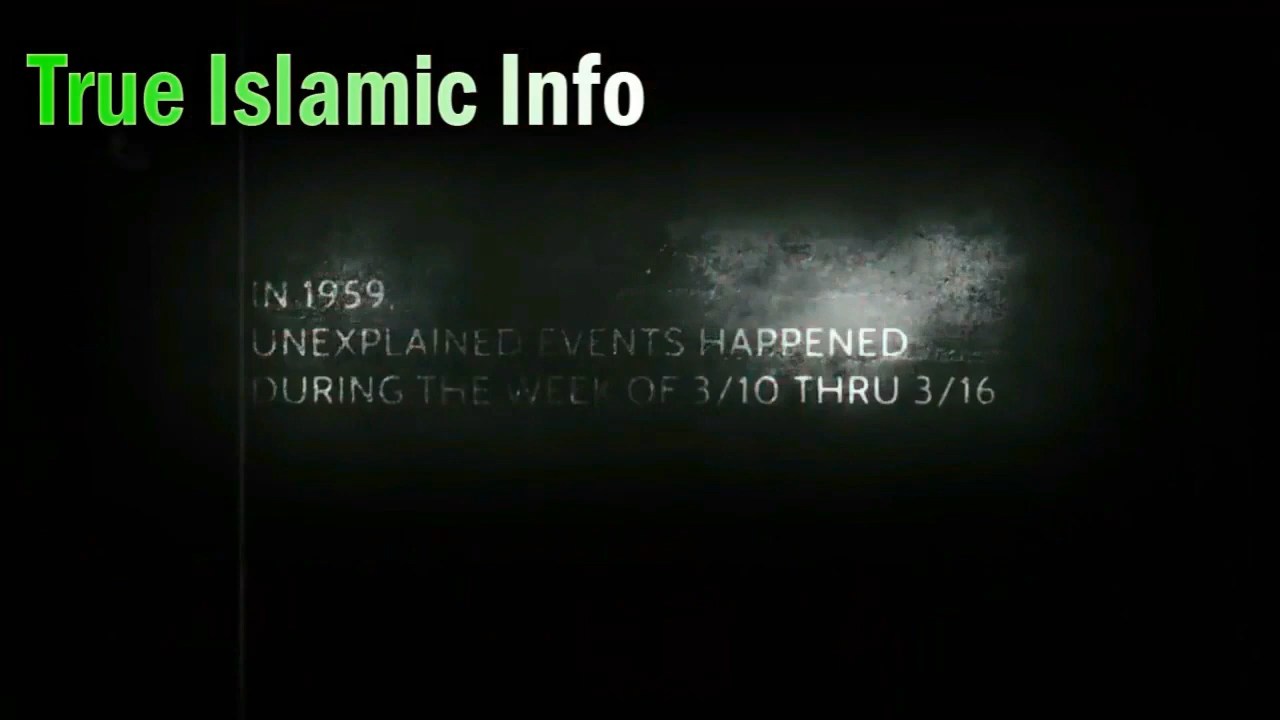 True Islamic Info
IN 1959,
UNEXPLAINED EVENTS HAPPENED
DURING THE WEEK OF 3/10 THRU 3/16